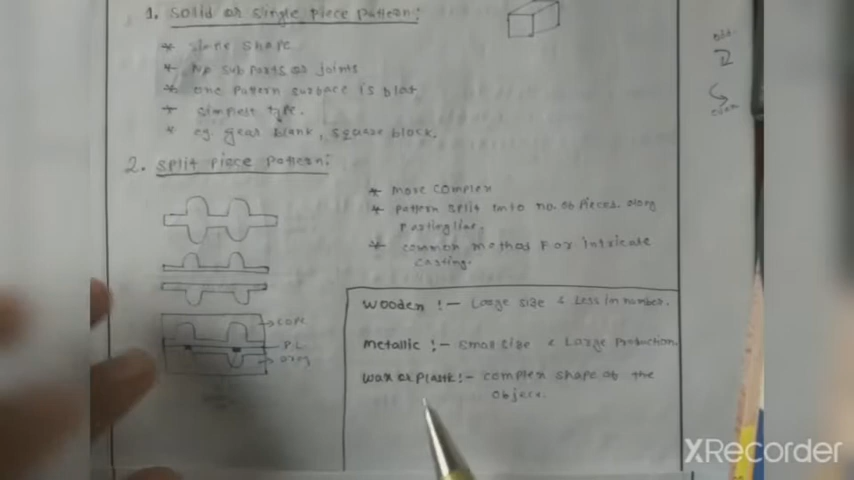 1. Solid or single piece pattern:
* slone shape
* No sub parts or joints
* one pattern surface is blat
* simplest type.
* eg. gear blank, square block.
2. Split piece pattern:
* more complex
* pattern split into no. of pieces. along
parting line.
* common method for intricate
casting.
cope
PL
drag
Wooden :- Large size & Less in number.
Metallic :- Small size & Large Production.
Wax or Plastic :- complex shape of the
object.
XRecorder